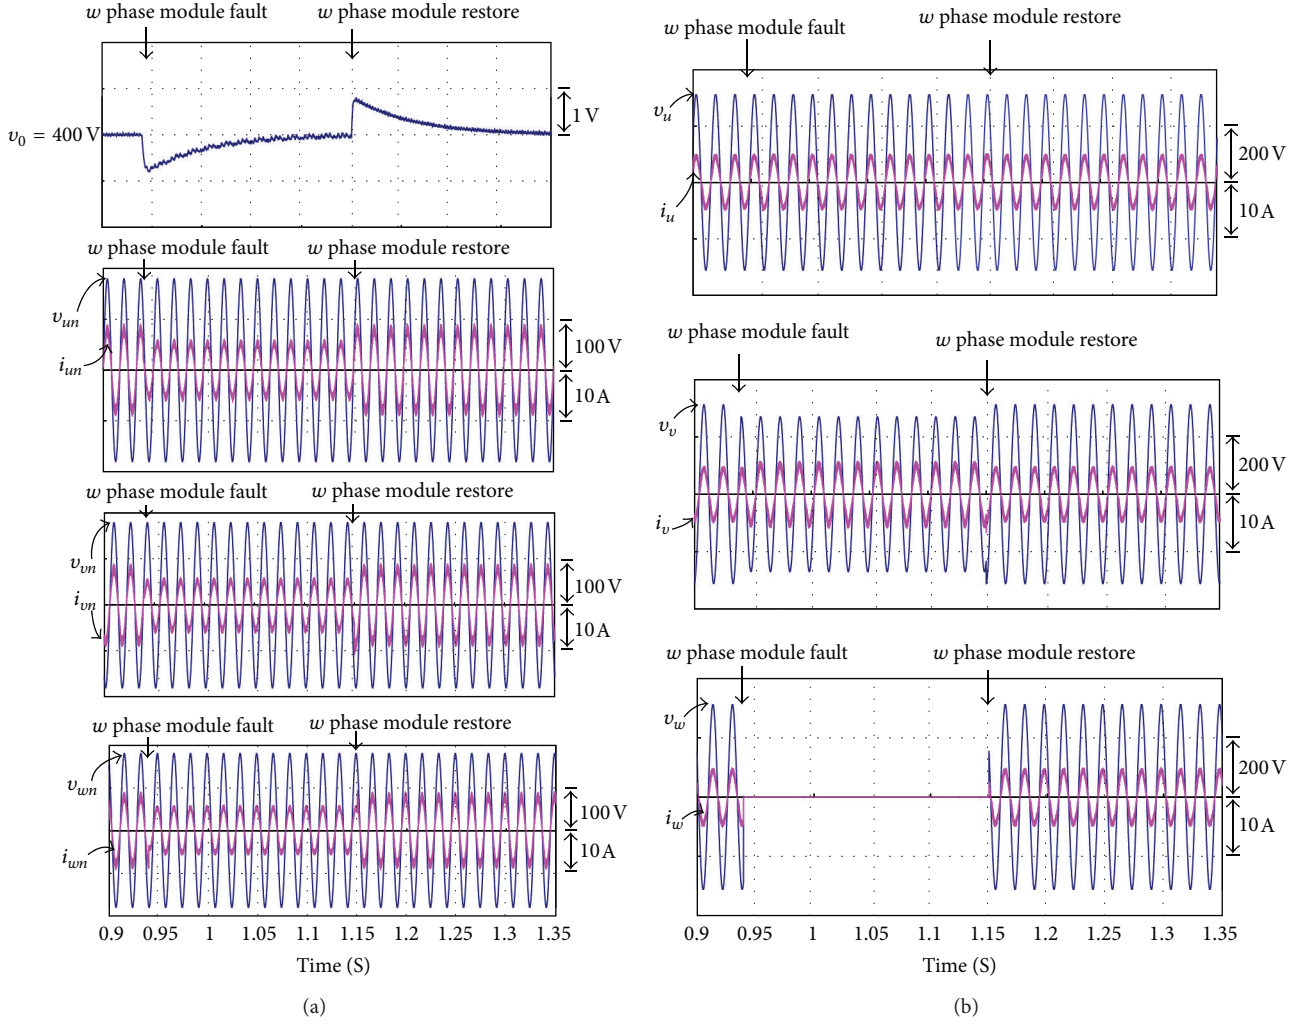 w phase module fault
w phase module restore
v0 = 400 V
1 V
w phase module fault
w phase module restore
vun
iun
100 V
10 A
w phase module fault
w phase module restore
vvn
ivn
100 V
10 A
w phase module fault
w phase module restore
vwn
iwn
100 V
10 A
0.9 0.95 1 1.05 1.15 1.2 1.25 1.3 1.35
Time (S)
(a)
w phase module fault
w phase module restore
vu
iu
200 V
10 A
w phase module fault
w phase module restore
vv
iv
200 V
10 A
w phase module fault
w phase module restore
vw
iw
200 V
10 A
0.9 0.95 1 1.05 1.15 1.2 1.15 1.3 1.35
Time (S)
(b)